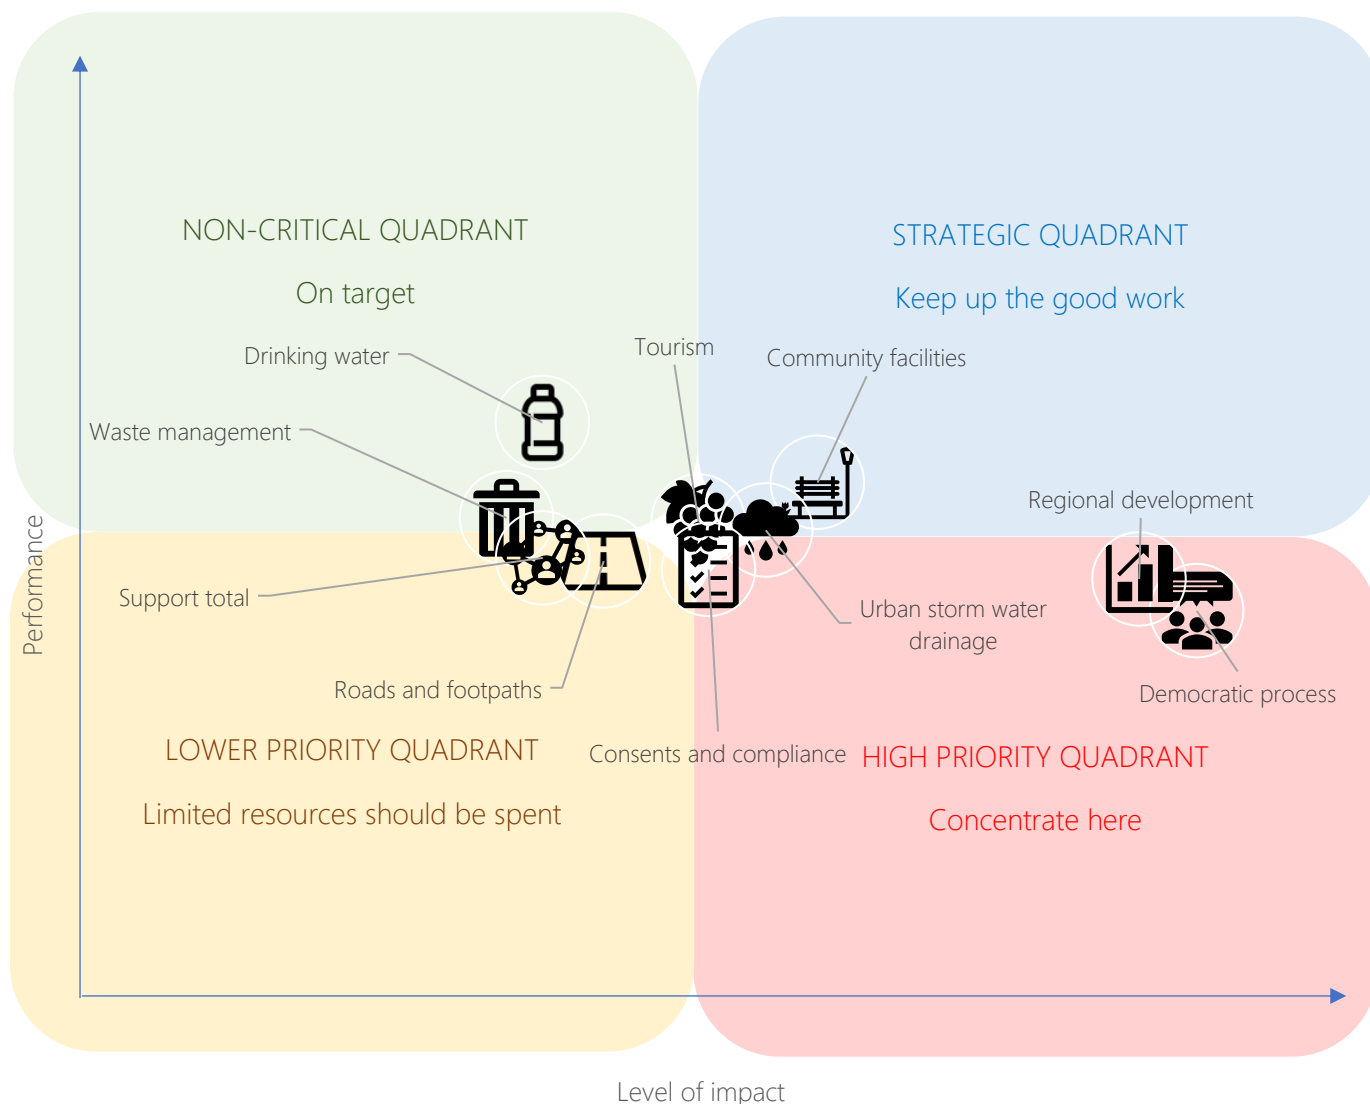 NON-CRITICAL QUADRANT
On target
STRATEGIC QUADRANT
Keep up the good work
Drinking water
Tourism
Community facilities
Waste management
Regional development
Performance
Support total
Urban storm water
drainage
Roads and footpaths
Democratic process
LOWER PRIORITY QUADRANT
Limited resources should be spent
Consents and compliance
HIGH PRIORITY QUADRANT
Concentrate here
Level of impact